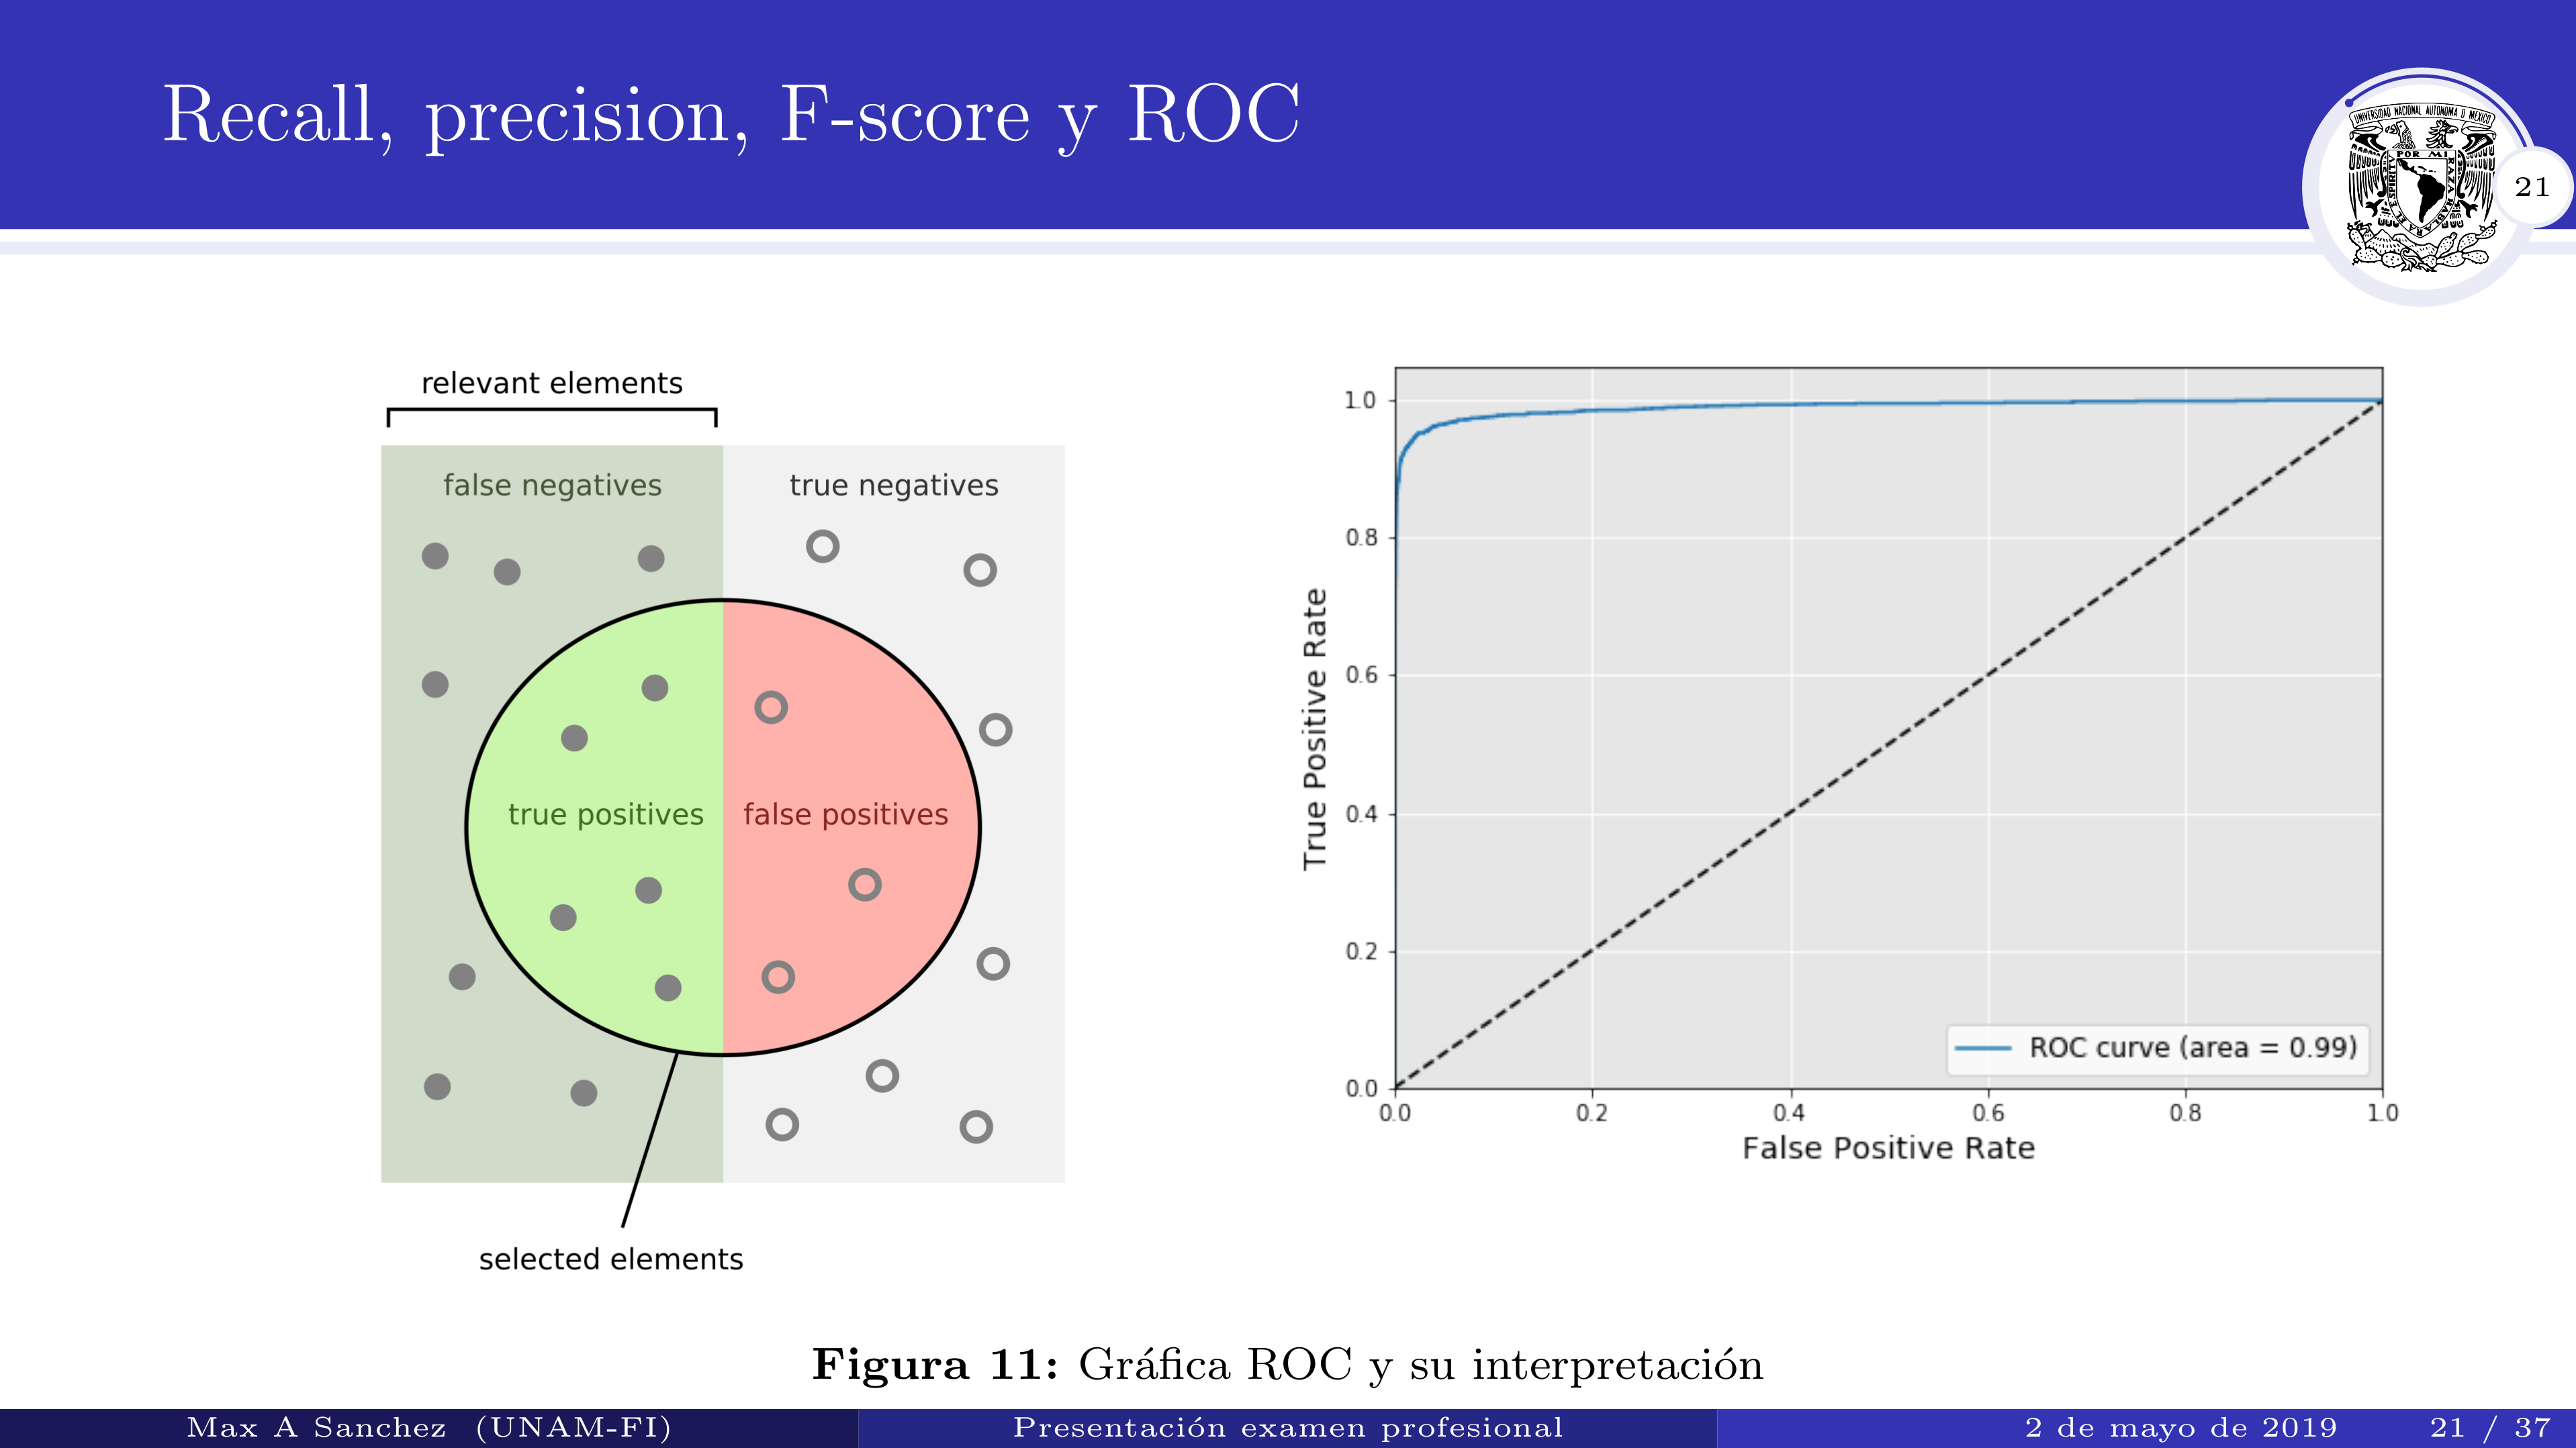 Recall, precision, F-score y ROC
UNIVERSIDAD NACIONAL AUTONOMA D MEXICO
POR MI
RAZA
HABLARA
EL ESPIRITV
21
relevant elements
false negatives
true negatives
true positives
false positives
selected elements
1.0
0.8
0.6
0.4
0.2
0.0
True Positive Rate
0.0 0.2 0.4 0.6 0.8 1.0
False Positive Rate
ROC curve (area = 0.99)
Figura 11: Gráfica ROC y su interpretación
Max A Sanchez (UNAM-FI)
Presentación examen profesional
2 de mayo de 2019
21 / 37